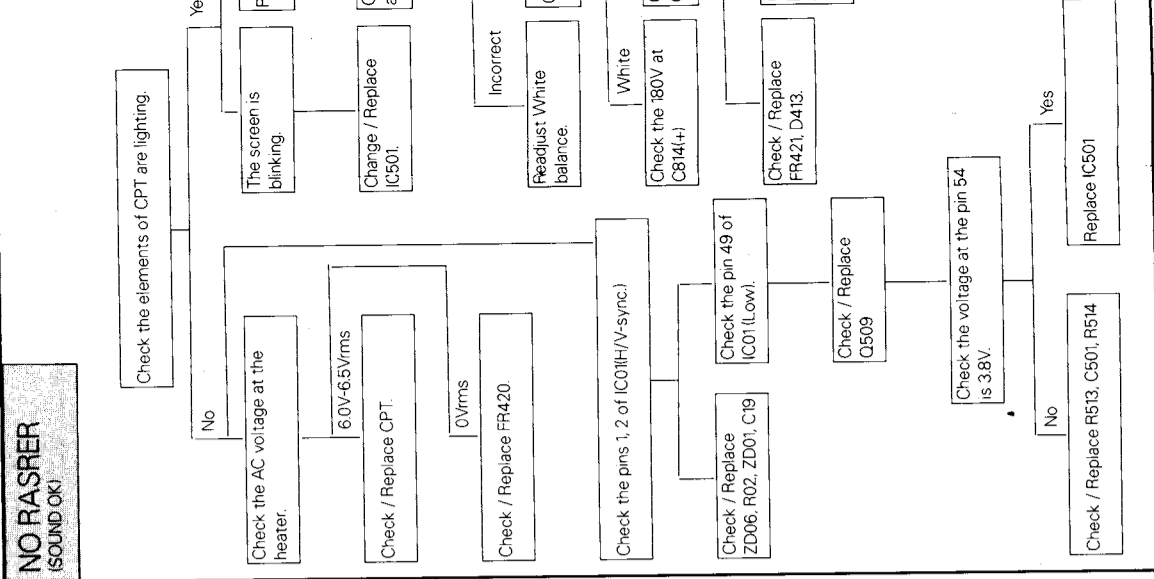 NO RASRER
(SOUND OK)
Check the elements of CPT are lighting.
No
Check the AC voltage at the
heater.
6.0V-6.5Vrms
Check / Replace CPT.
0Vrms
Check / Replace FR420.
Check the pins 1, 2 of IC01(H/V-sync.)
Check / Replace
ZD06, R02, ZD01, C19
Check the pin 49 of
IC01 (Low).
Check / Replace
Q509
Check the voltage at the pin 54
is 3.8V.
No
Check / Replace R513, C501, R514
Yes
Replace IC501
The screen is
blinking.
Change / Replace
IC501.
Incorrect
Readjust White
balance.
White
Check the 180V at
C814(+)
Check / Replace
FR421, D413.